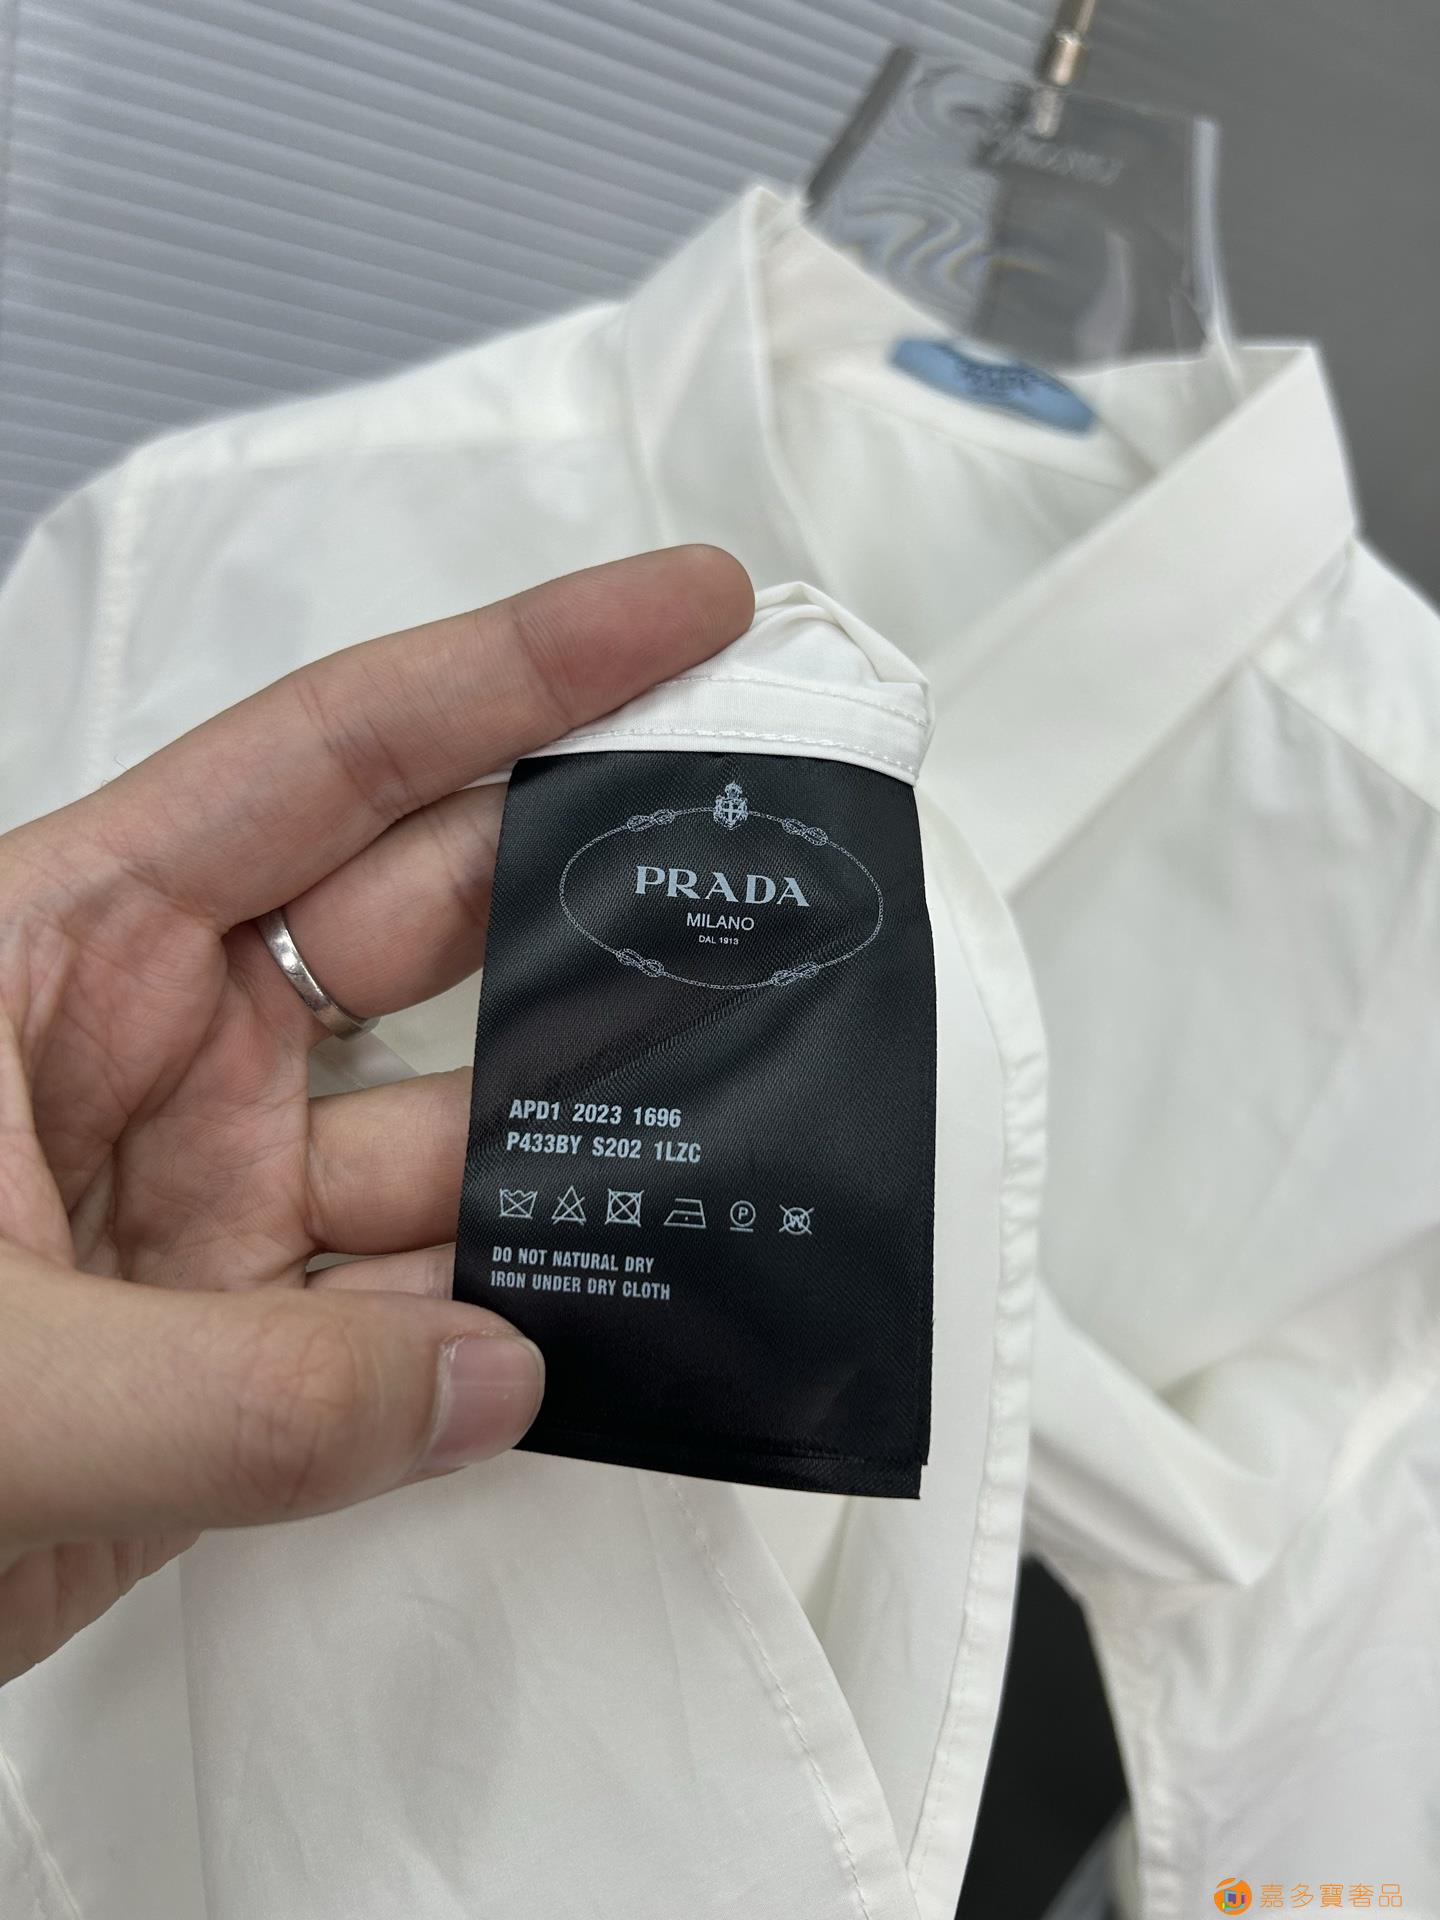 PRADA
MILANO
DAL 1913
APD1 2023 1696
P433BY S202 1LZC
P
W
DO NOT NATURAL DRY
IRON UNDER DRY CLOTH
嘉多寶奢品